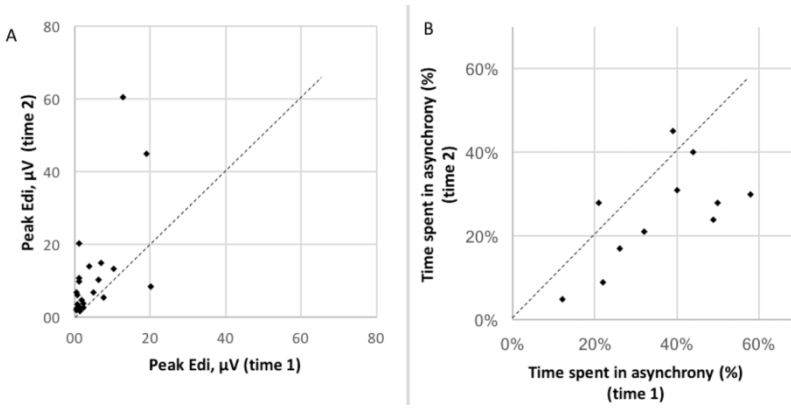 A
80
60
40
20
00
Peak Edi, µV (time 2)
00 20 40 60 80
Peak Edi, µV (time 1)
B
60%
40%
20%
0%
Time spent in asynchrony (%)
(time 2)
0% 20% 40% 60%
Time spent in asynchrony (%)
(time 1)